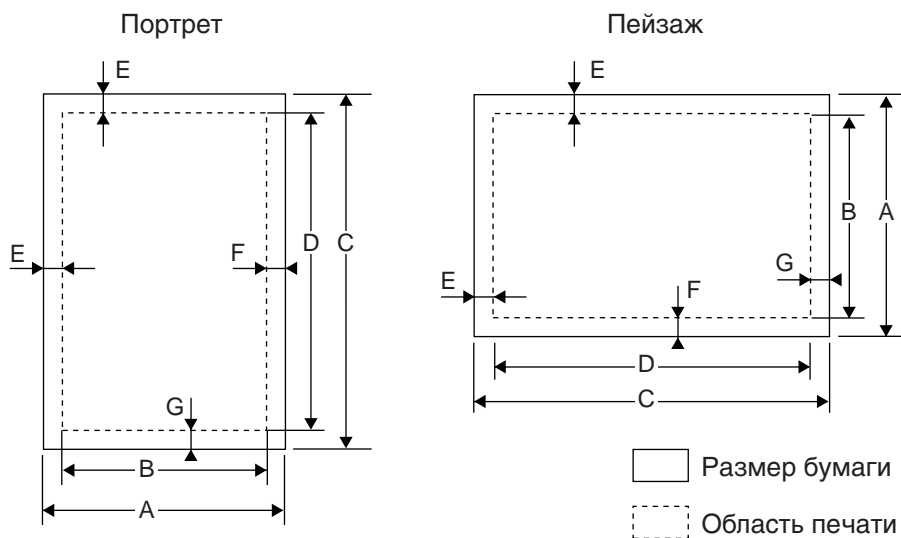 Портрет
E
E
F
D
C
G
B
A
Пейзаж
E
B
A
G
E
F
D
C
Размер бумаги
Область печати